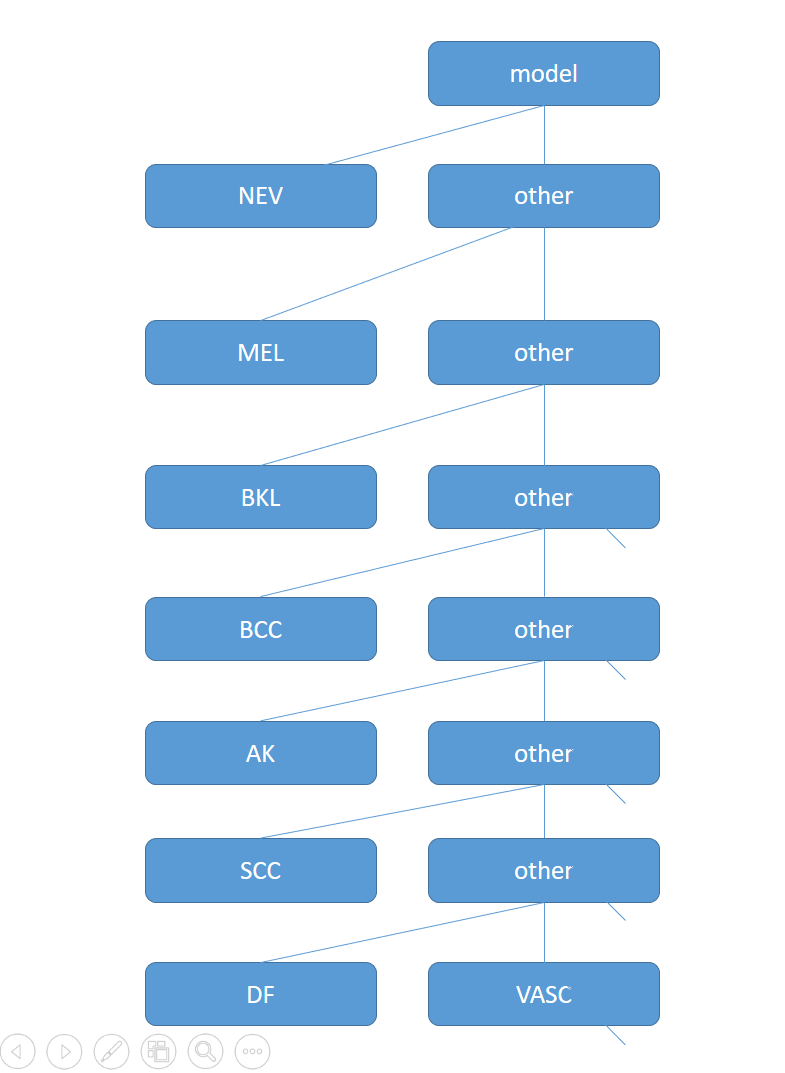 model
NEV
other
MEL
other
BKL
other
BCC
other
AK
other
SCC
other
DF
VASC